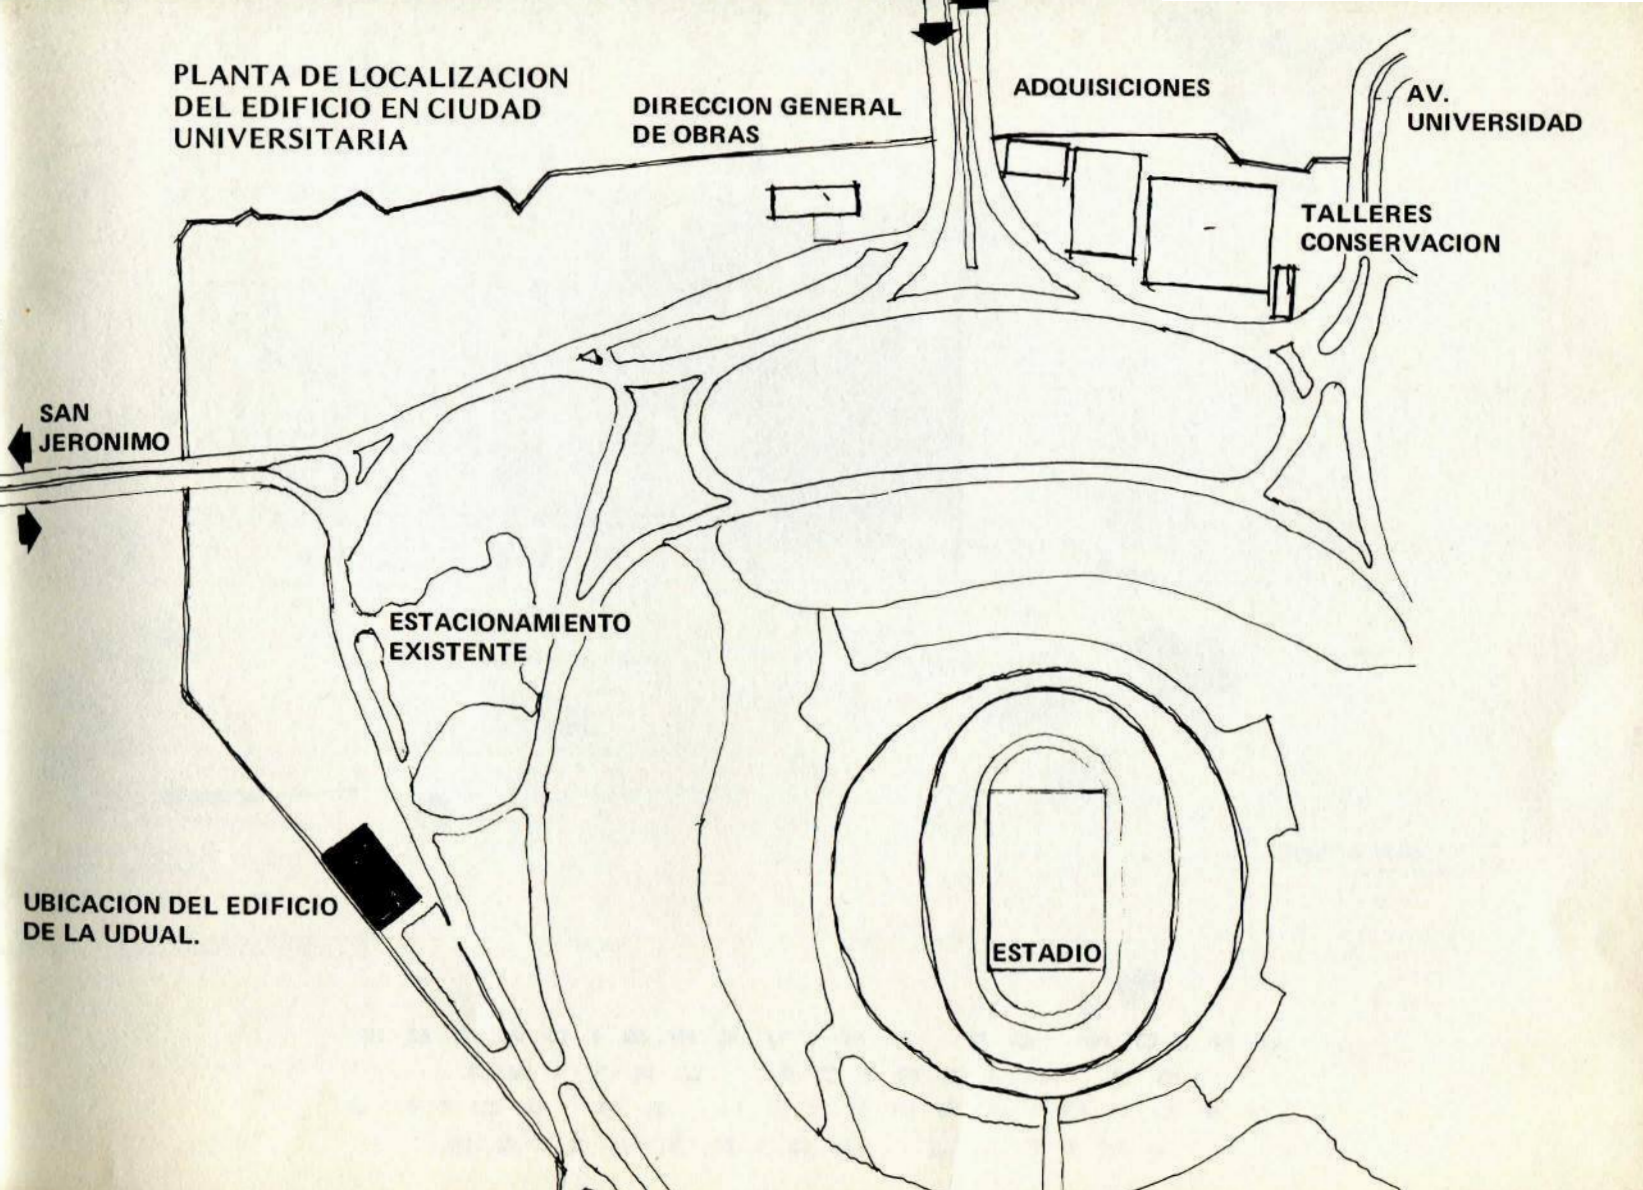 PLANTA DE LOCALIZACION
DEL EDIFICIO EN CIUDAD
UNIVERSITARIA
DIRECCION GENERAL
DE OBRAS
ADQUISICIONES
AV.
UNIVERSIDAD
TALLERES
CONSERVACION
SAN
JERONIMO
ESTACIONAMIENTO
EXISTENTE
UBICACION DEL EDIFICIO
DE LA UDUAL.
ESTADIO